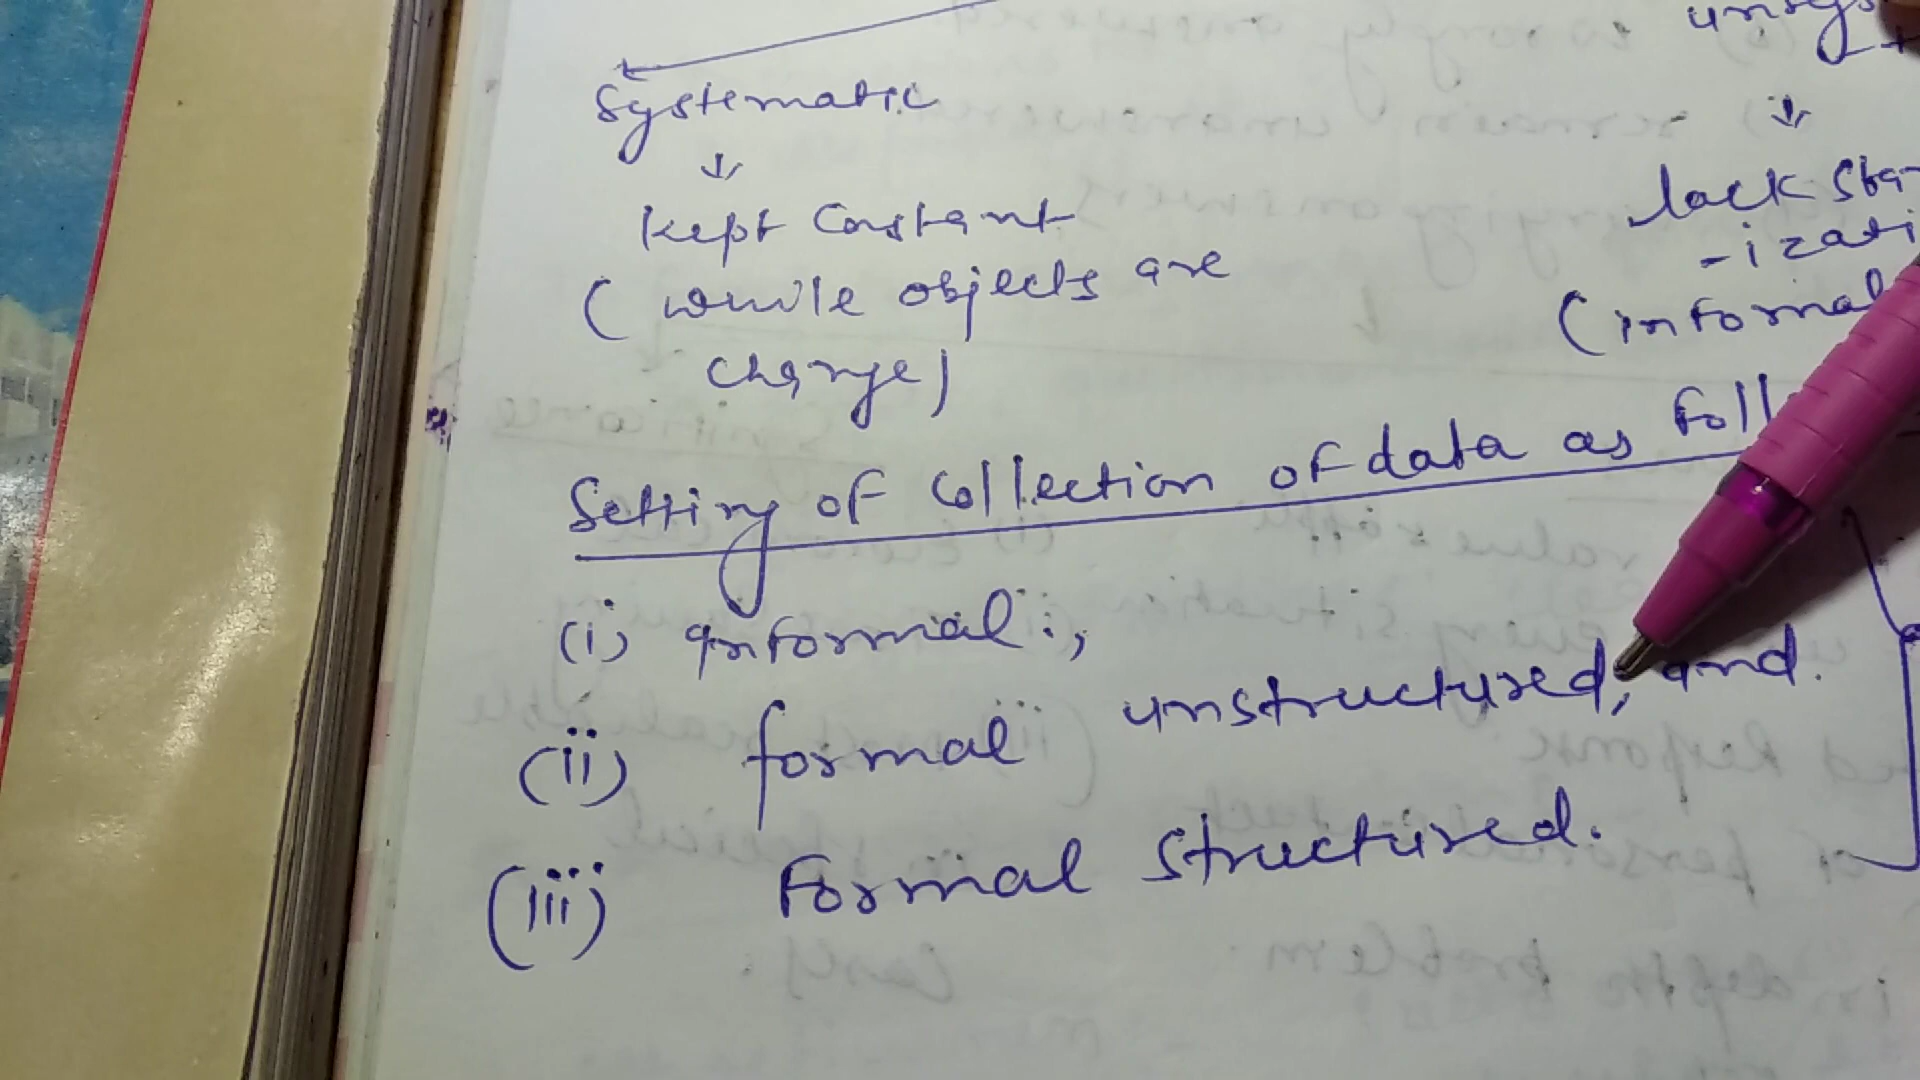 Systematic
↓
Kept Constant
( while objects are
change)
↓
lack
-izati
(informal
Setting of Collection of data as Foll
(i) informal;
(ii) formal unstructured, and.
(iii) Formal Structured.